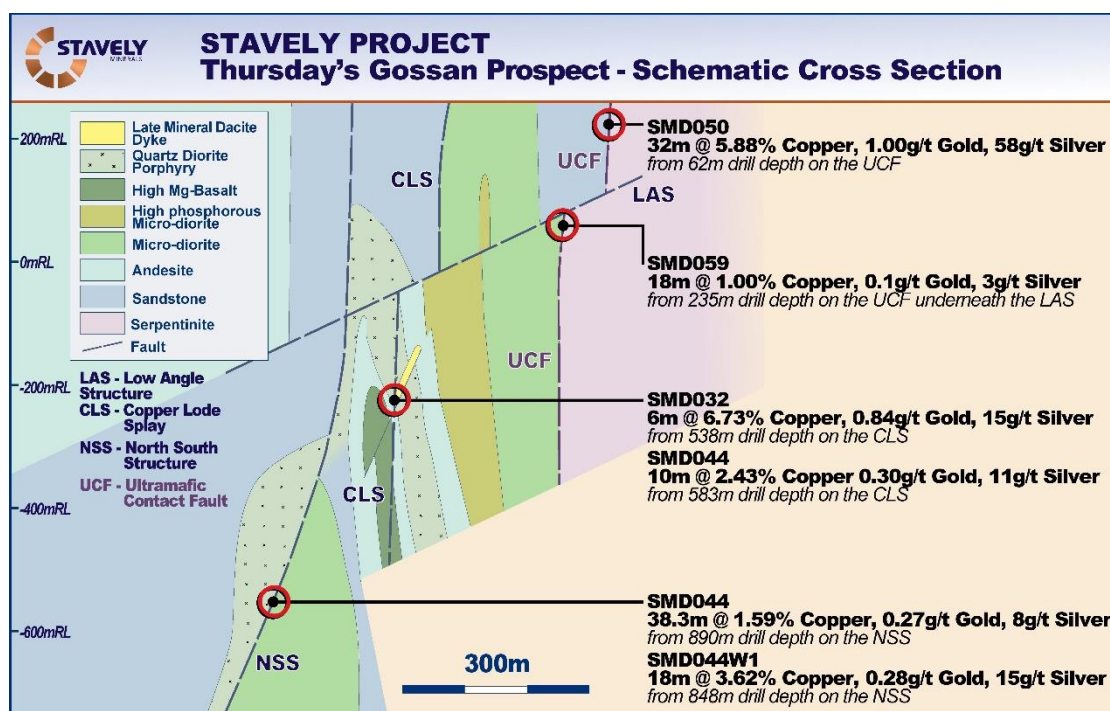 STAVELY
MINERALS
STAVELY PROJECT
Thursday's Gossan Prospect - Schematic Cross Section
Late Mineral Dacite
Dyke
Quartz Diorite
Porphyry
High Mg-Basalt
High phosphorous
Micro-diorite
Micro-diorite
Andesite
Sandstone
Serpentinite
Fault
LAS - Low Angle
Structure
CLS - Copper Lode
Splay
NSS - North South
Structure
UCF - Ultramafic
Contact Fault
200mRL
0mRL
-200mRL
-400mRL
-600mRL
CLS
UCF
LAS
UCF
CLS
NSS
300m
SMD050
32m @ 5.88% Copper, 1.00g/t Gold, 58g/t Silver
from 62m drill depth on the UCF
SMD059
18m @ 1.00% Copper, 0.1g/t Gold, 3g/t Silver
from 235m drill depth on the UCF underneath the LAS
SMD032
6m @ 6.73% Copper, 0.84g/t Gold, 15g/t Silver
from 538m drill depth on the CLS
SMD044
10m @ 2.43% Copper 0.30g/t Gold, 11g/t Silver
from 583m drill depth on the CLS
SMD044
38.3m @ 1.59% Copper, 0.27g/t Gold, 8g/t Silver
from 890m drill depth on the NSS
SMD044W1
18m @ 3.62% Copper, 0.28g/t Gold, 15g/t Silver
from 848m drill depth on the NSS